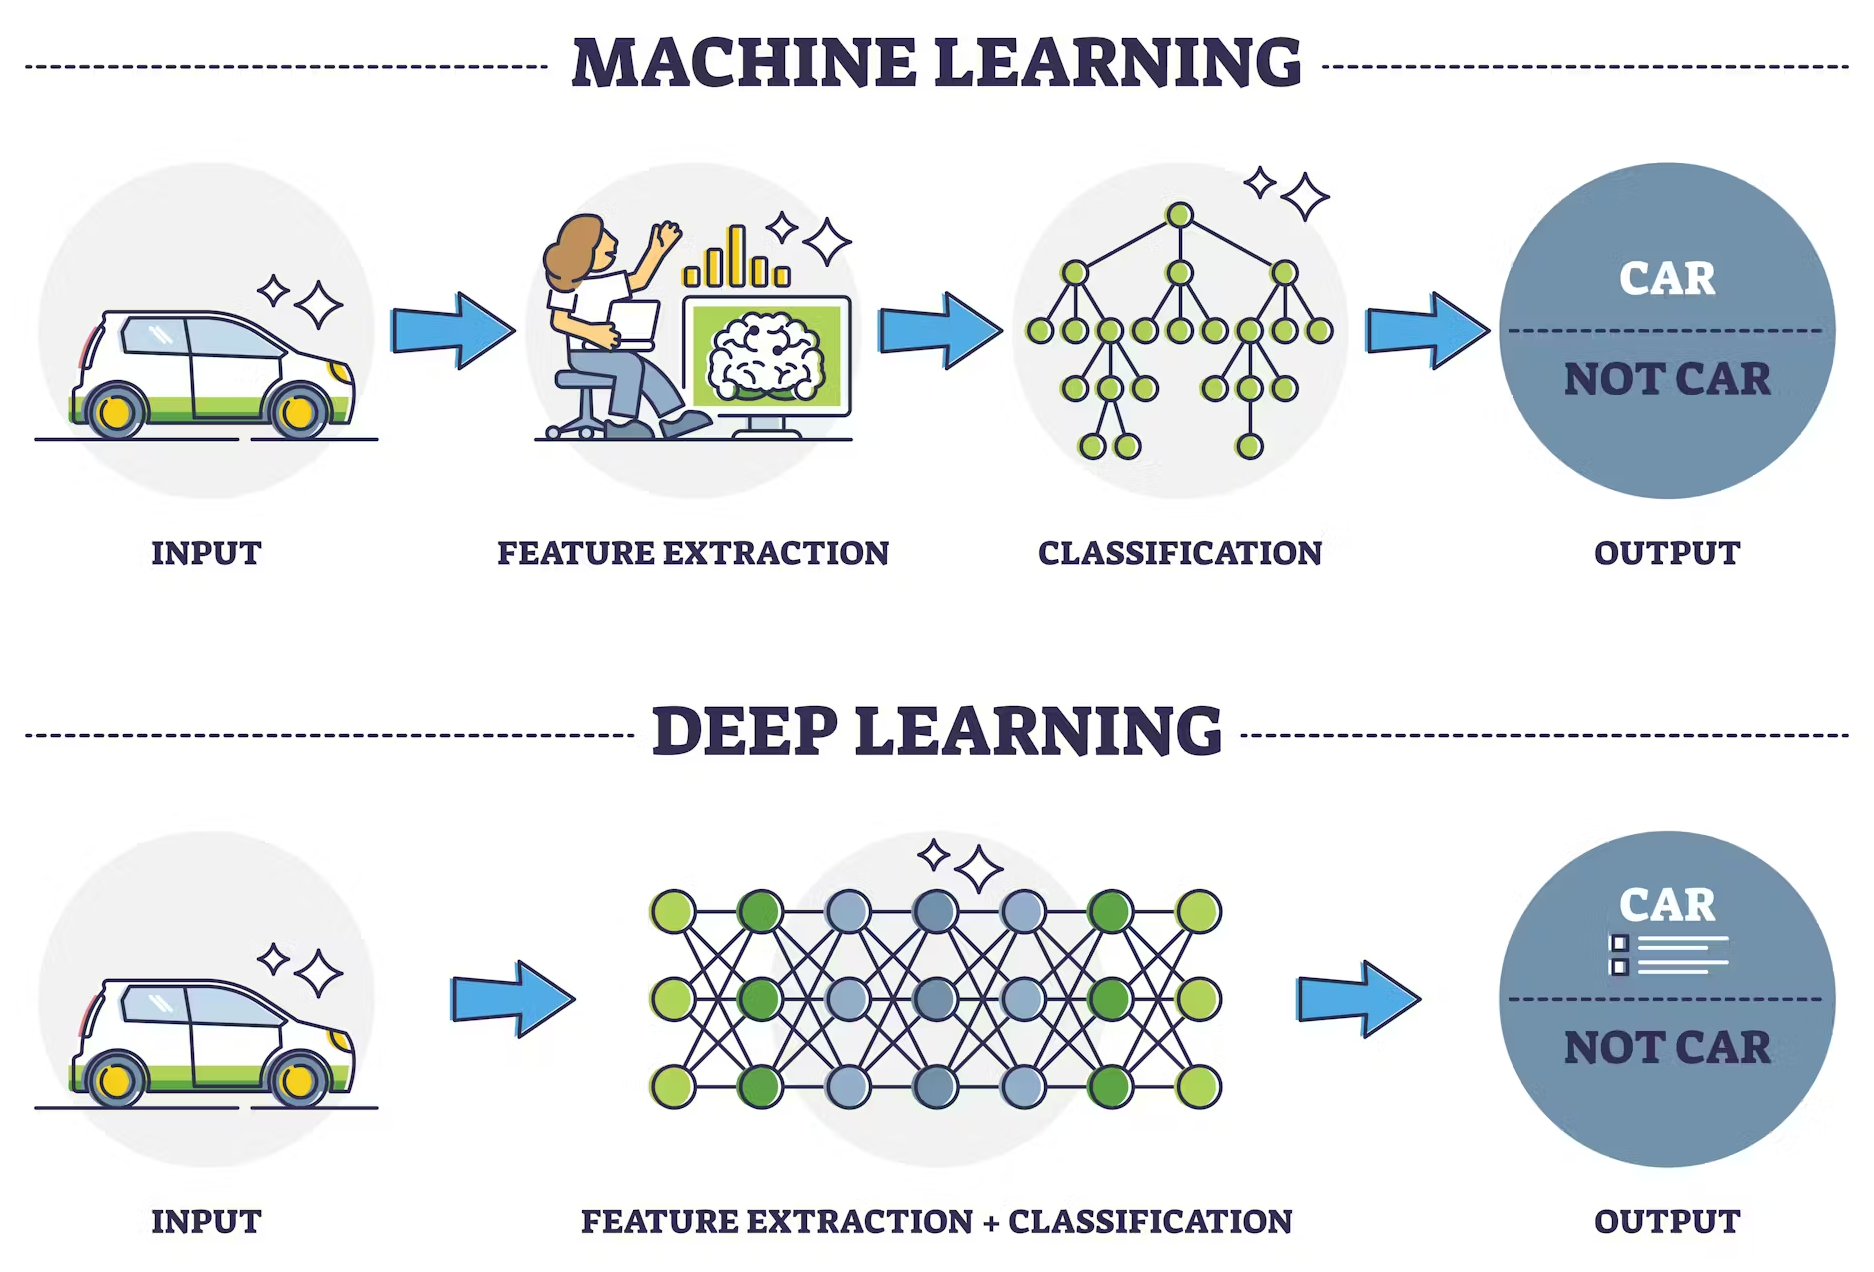 MACHINE LEARNING
CAR
NOT CAR
INPUT
FEATURE EXTRACTION
CLASSIFICATION
OUTPUT
DEEP LEARNING
CAR
NOT CAR
INPUT
FEATURE EXTRACTION + CLASSIFICATION
OUTPUT